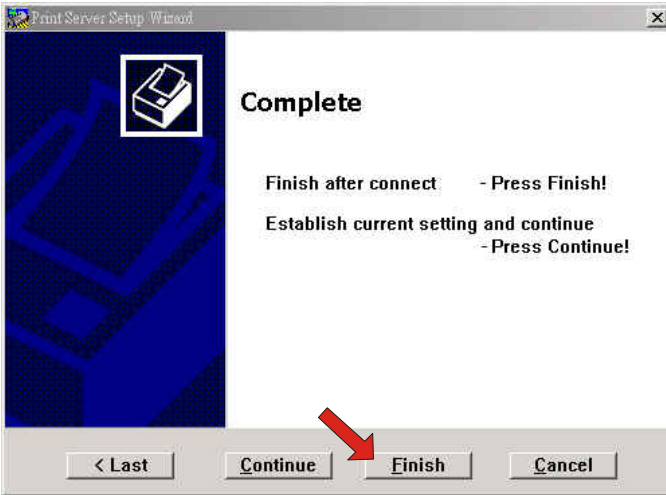 Print Server Setup Wizard
Complete
Finish after connect - Press Finish!
Establish current setting and continue
- Press Continue!
< Last Continue Finish Cancel